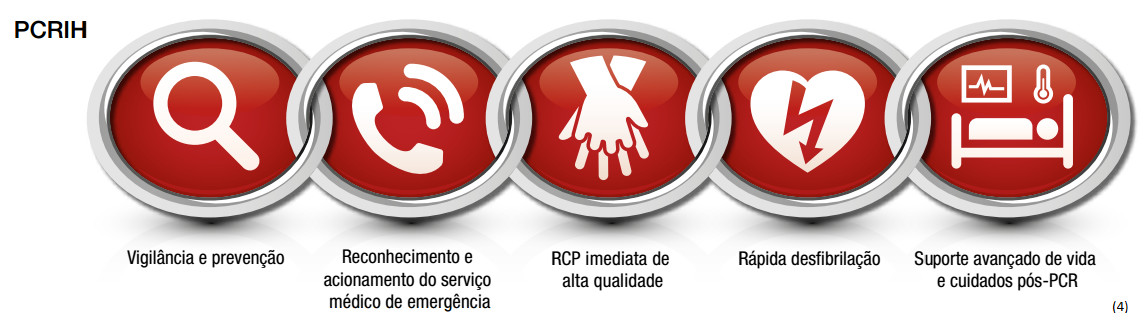 PCRIH
Vigilância e prevenção
Reconhecimento e
acionamento do serviço
médico de emergência
RCP imediata de
alta qualidade
Rápida desfibrilação
Suporte avançado de vida
e cuidados pós-PCR
(4)